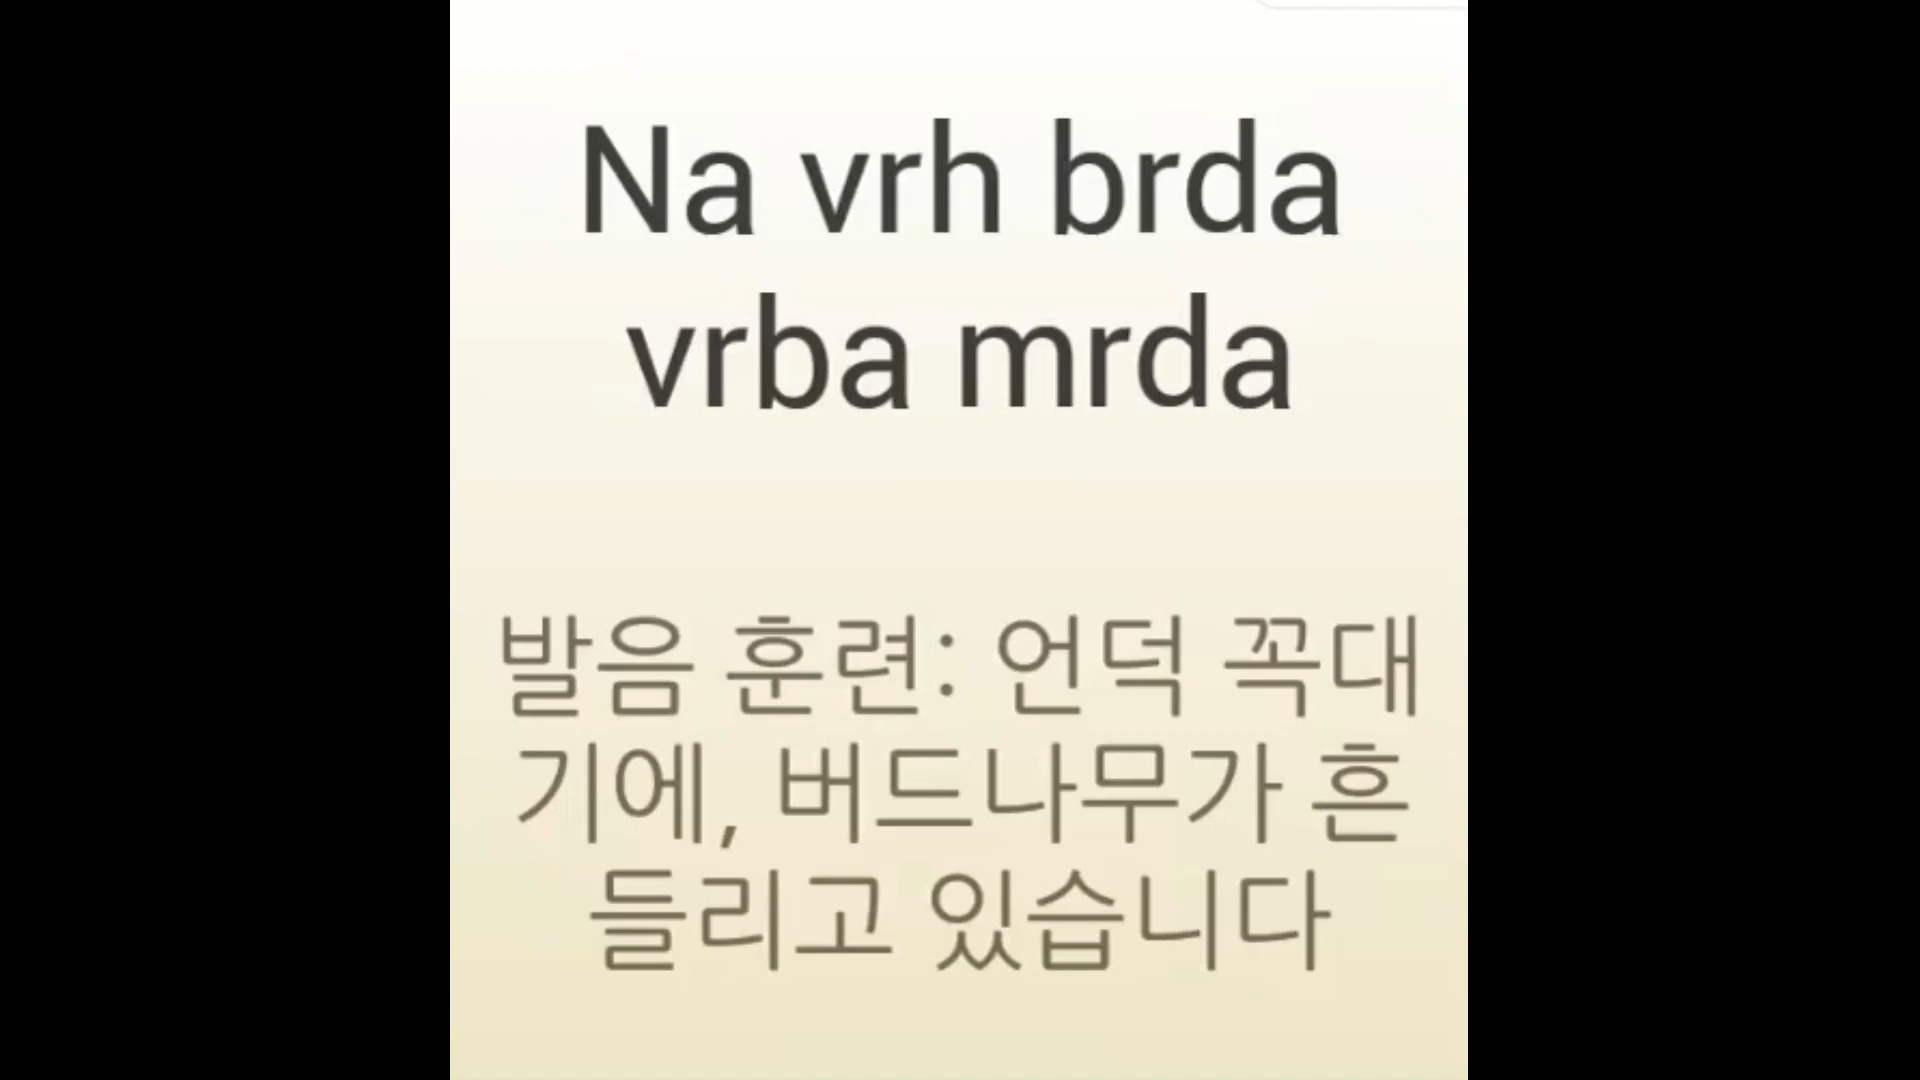 Na vrh brda
vrba mrda
발음 훈련: 언덕 꼭대
기에, 버드나무가 흔
들리고 있습니다